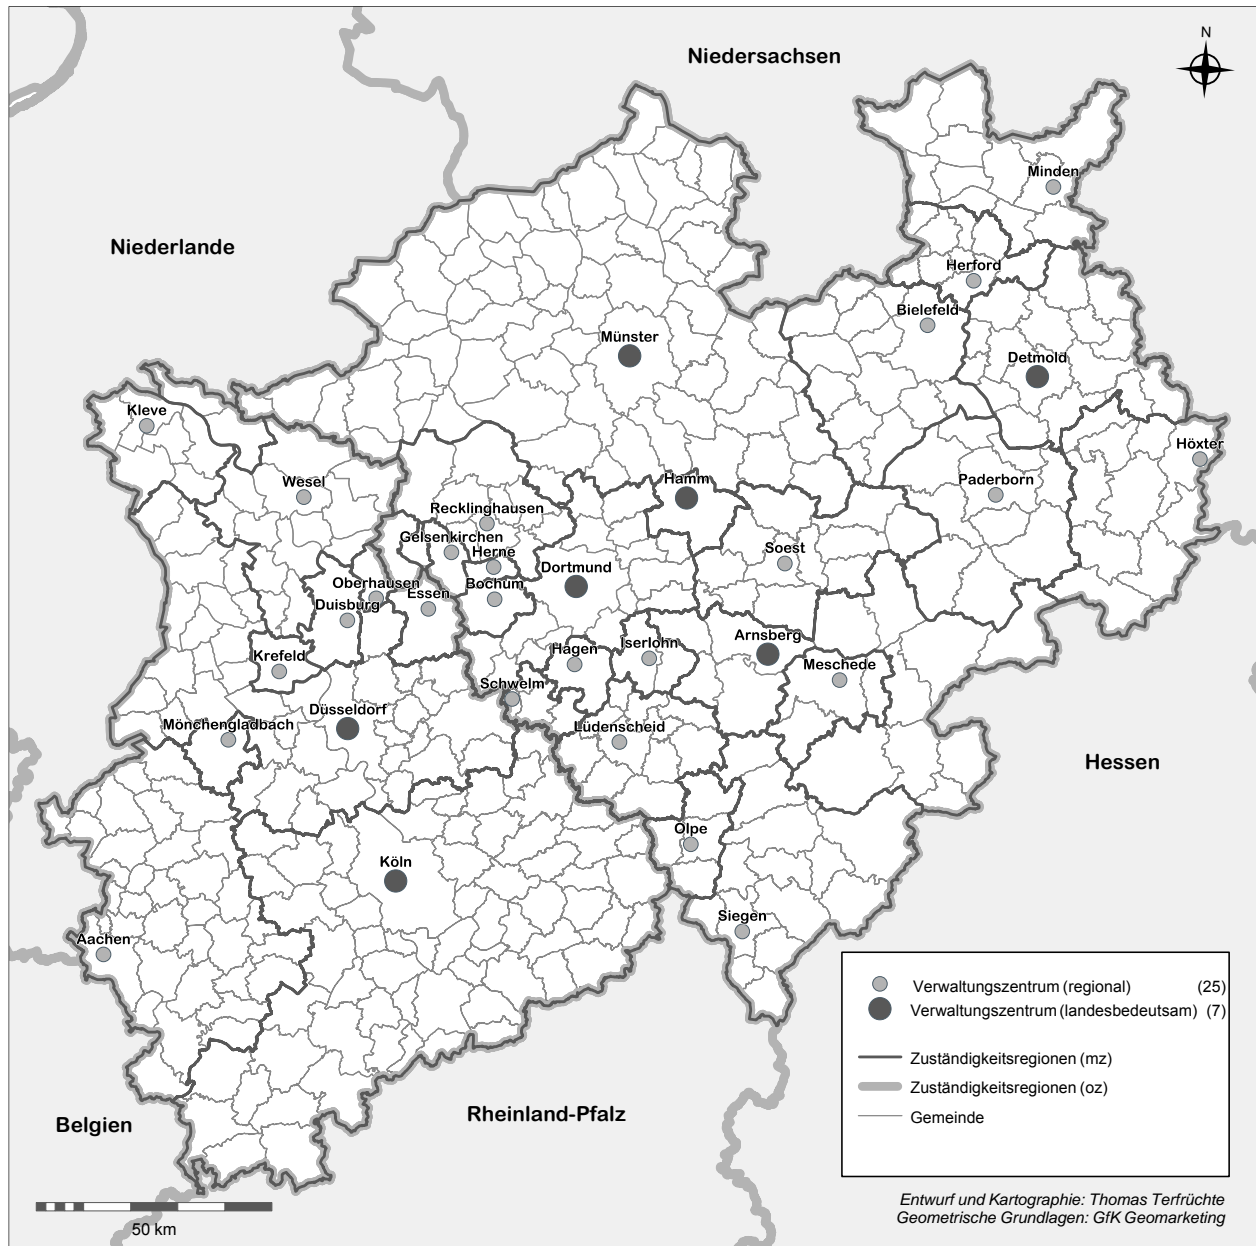 Niedersachsen
N
Minden
Niederlande
Herford
Bielefeld
Münster
Detmold
Kleve
Höxter
Wesel
Hamm
Paderborn
Recklinghausen
Gelsenkirchen
Herne
Soest
Dortmund
Oberhausen
Bochum
Essen
Duisburg
Arnsberg
Iserlohn
Hagen
Krefeld
Meschede
Schwelm
Düsseldorf
Mönchengladbach
Lüdenscheid
Hessen
Olpe
Köln
Siegen
Aachen
Verwaltungszentrum (regional) (25)
Verwaltungszentrum (landesbedeutsam) (7)
Zuständigkeitsregionen (mz)
Zuständigkeitsregionen (oz)
Gemeinde
Rheinland-Pfalz
Belgien
50 km
Entwurf und Kartographie: Thomas Terfrüchte
Geometrische Grundlagen: GfK Geomarketing